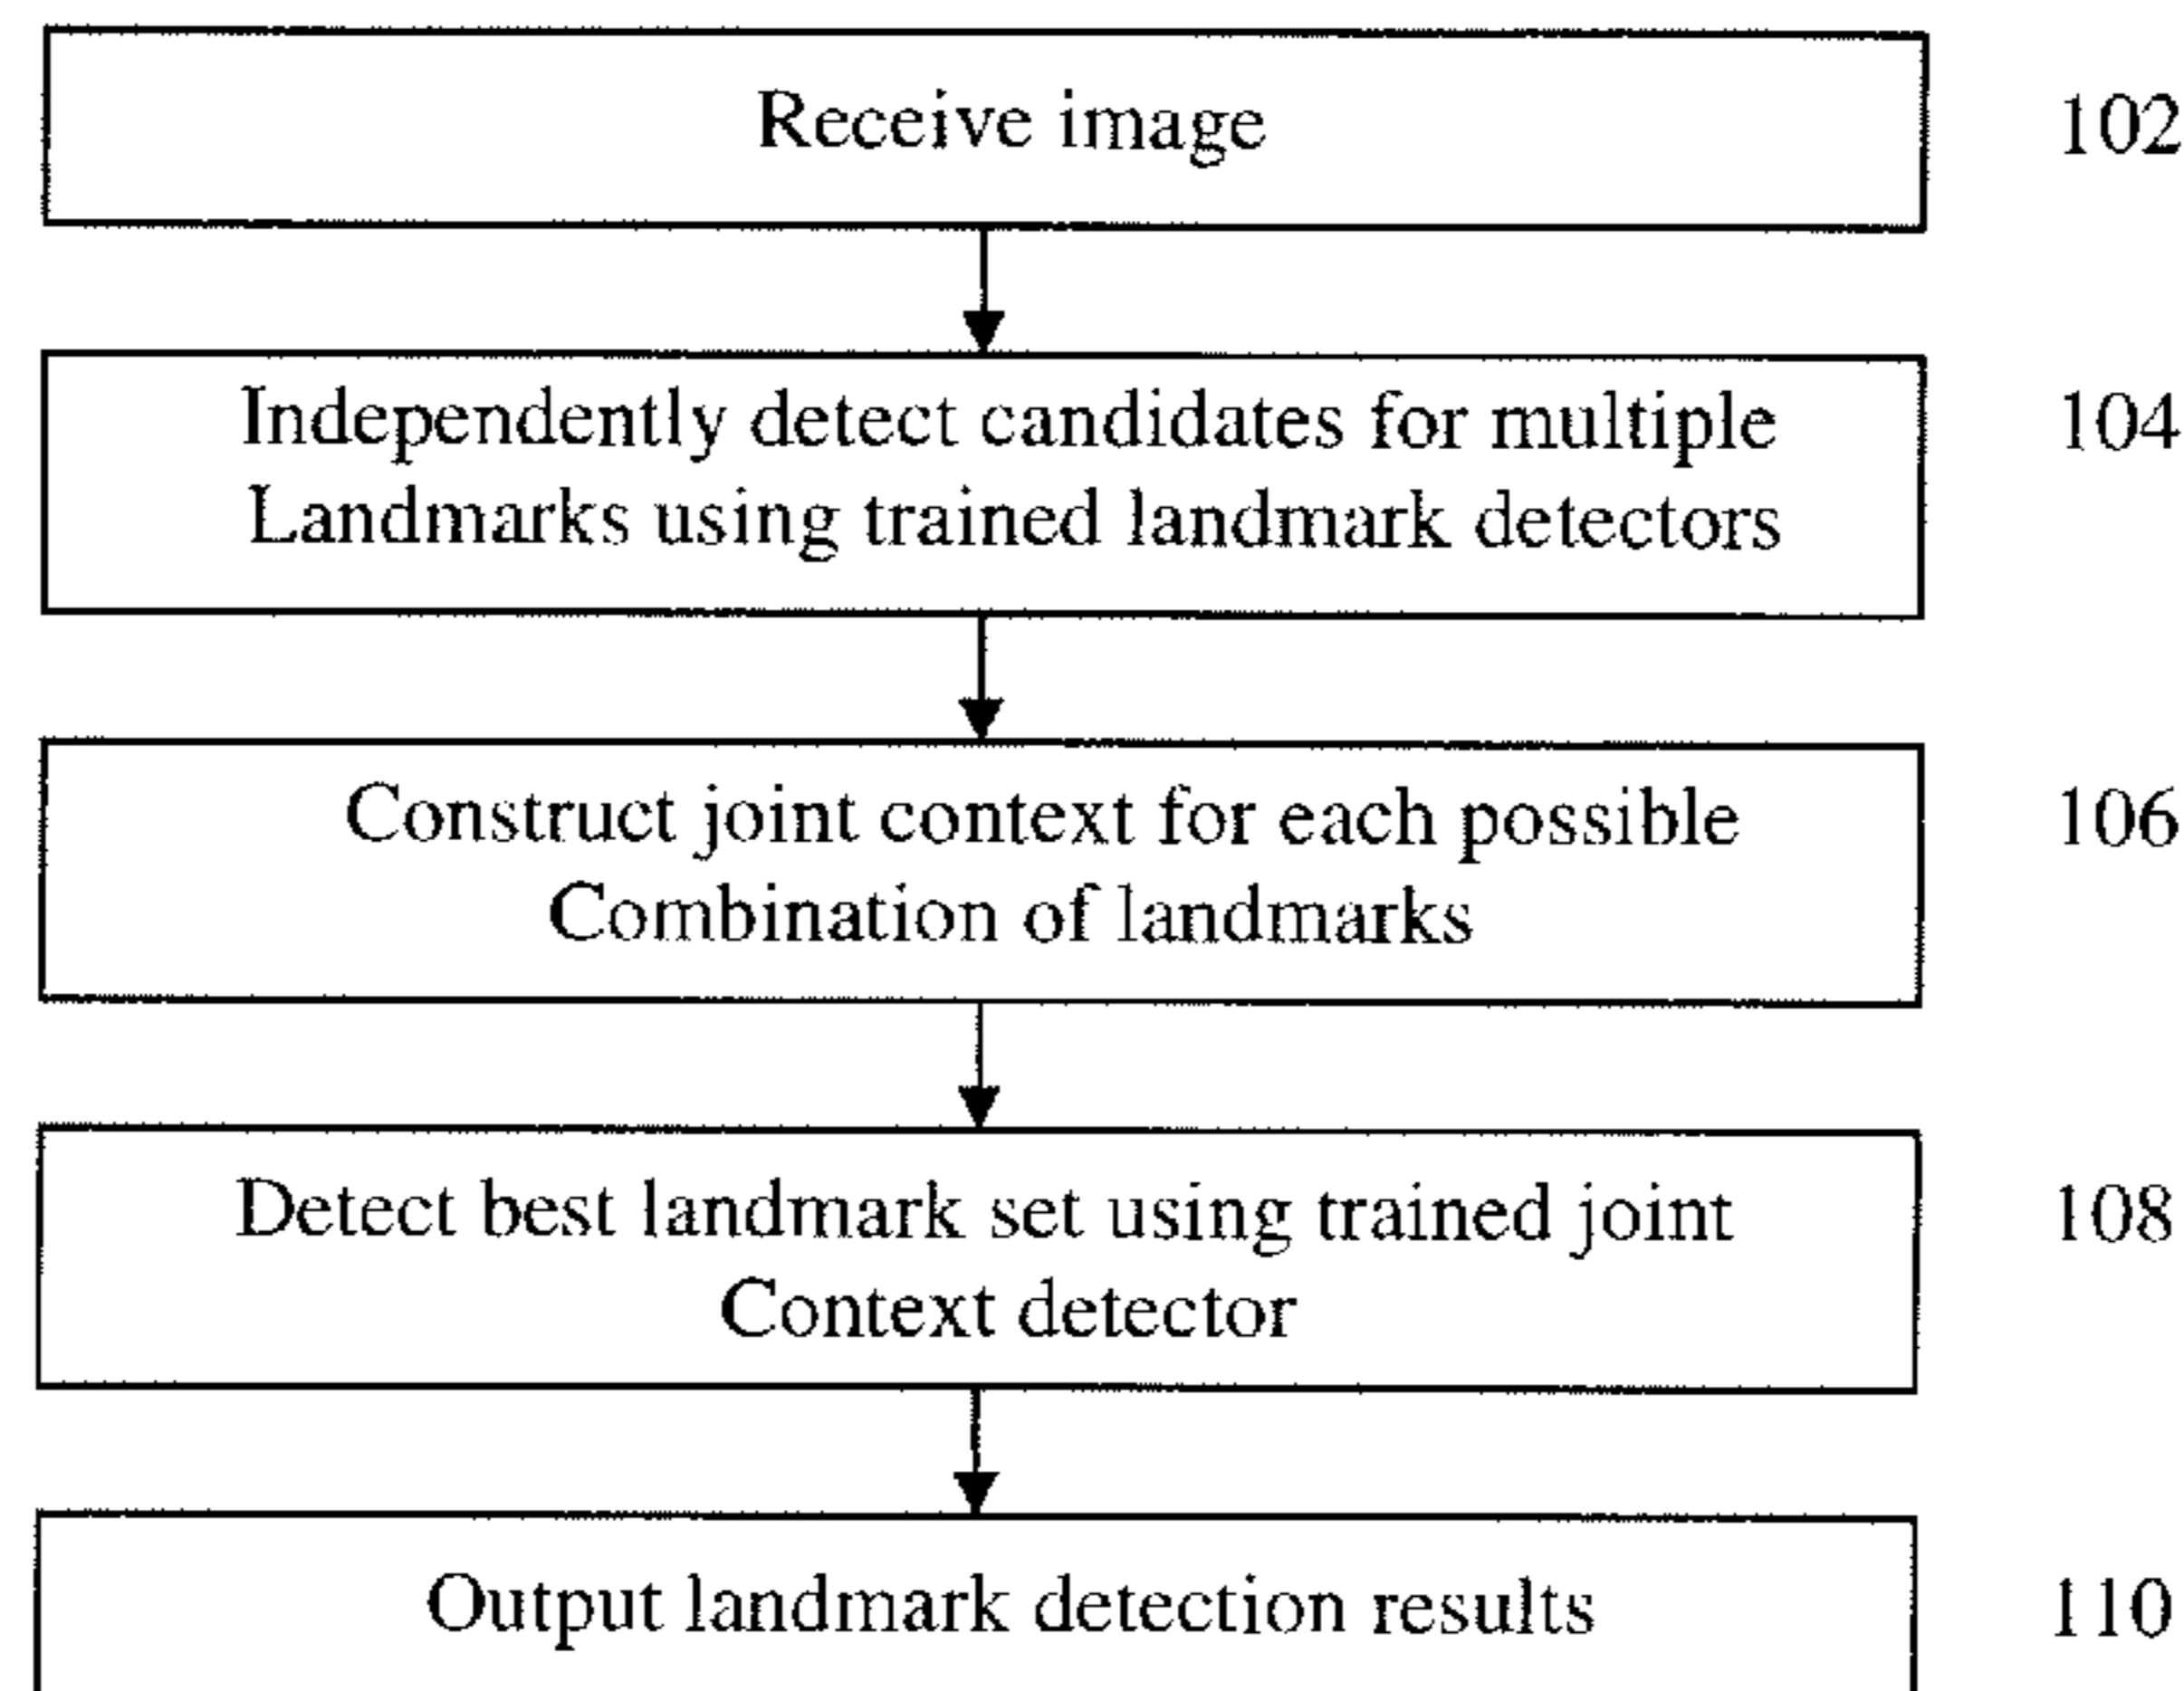 Receive image
102
Independently detect candidates for multiple
104
Landmarks using trained landmark detectors
Construct joint context for each possible
106
Combination of landmarks
Detect best landmark set using trained joint
108
Context detector
Output landmark detection results
110